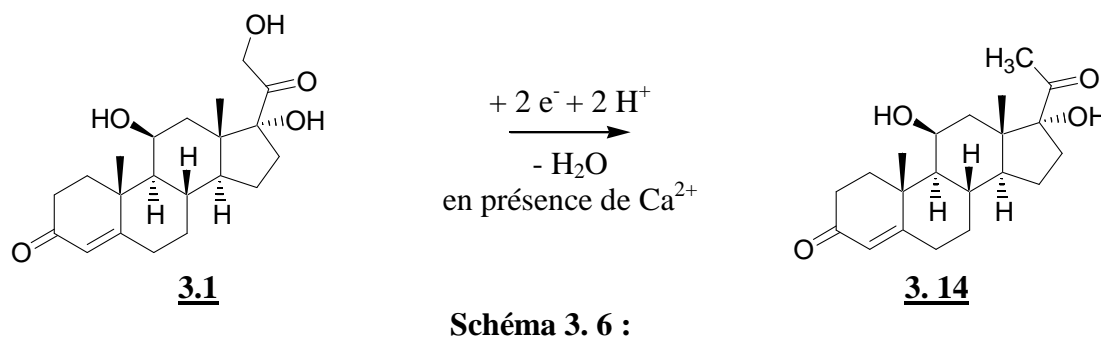 OH
O
HO
OH
H
H
H
O
3.1
+ 2 e⁻ + 2 H⁺
- H₂O
en présence de Ca²⁺
H₃C
O
HO
OH
H
H
H
O
3. 14
Schéma 3. 6 :